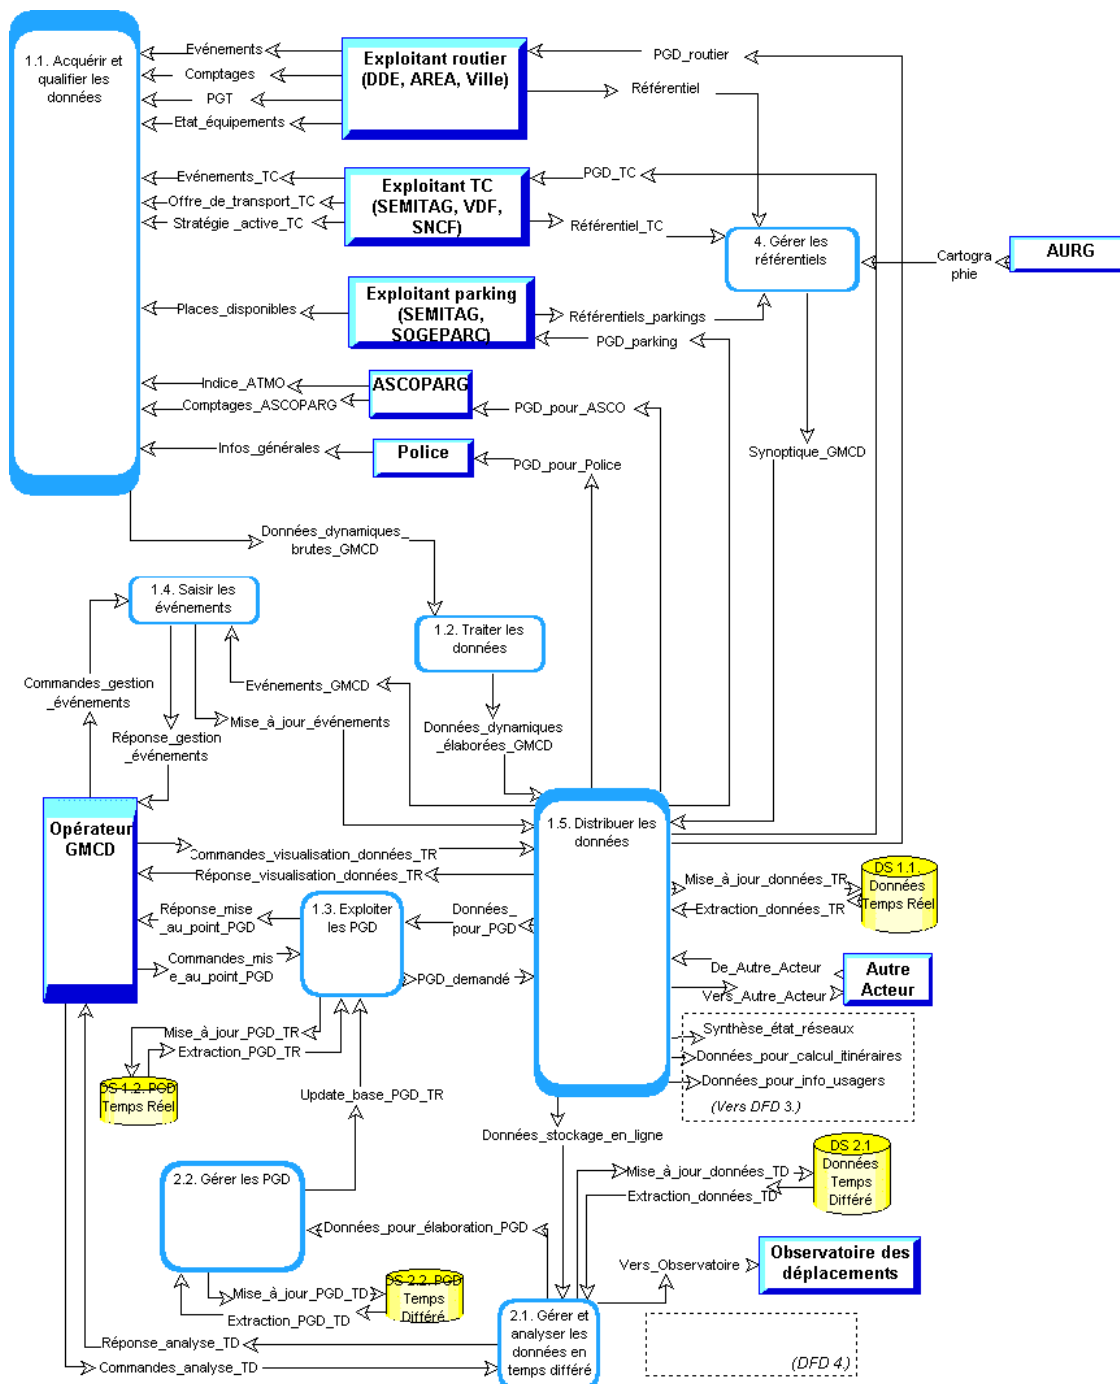 1.1. Acquérir et
qualifier les
données
Evénements
Comptages
PGT
Etat_équipements
Exploitant routier
(DDE, AREA, Ville)
PGD_routier
Référentiel
Evénements_TC
Offre_de_transport_TC
Stratégie _active_TC
Exploitant TC
(SEMITAG, VDF,
SNCF)
PGD_TC
Référentiel_TC
4. Gérer les
référentiels
Cartogra
phie
AURG
Places_disponibles
Exploitant parking
(SEMITAG,
SOGEPARC)
Référentiels_parkings
PGD_parking
Indice_ATMO
Comptages_ASCOPARG
ASCOPARG
PGD_pour_ASCO
Infos_générales
Police
PGD_pour_Police
Synoptique_GMCD
Données_dynamiques_
brutes_GMCD
1.4. Saisir les
événements
1.2. Traiter les
données
Commandes_gestion
_événements
Evénements_GMCD
Mise_à_jour_événements
Réponse_gestion
_événements
Données_dynamiques
_élaborées_GMCD
Opérateur
GMCD
1.5. Distribuer les
données
Commandes_visualisation_données_TR
Réponse_visualisation_données_TR
Mise_à_jour_données_TR
Extraction_données_TR
DS 1.1.
Données
Temps Réel
Réponse_mise
_au_point_PGD
1.3. Exploiter
les PGD
Données_
pour_PGD
Commandes_mis
e_au_point_PGD
PGD_demandé
De_Autre_Acteur
Vers_Autre_Acteur
Autre
Acteur
Mise_à_jour_PGD_TR
Extraction_PGD_TR
DS 1.2. PGD
Temps Réel
Synthèse_état_réseaux
Données_pour_calcul_itinéraires
Données_pour_info_usagers
(Vers DFD 3.)
Update_base_PGD_TR
Données_stockage_en_ligne
2.2. Gérer les PGD
Mise_à_jour_données_TD
Extraction_données_TD
DS 2.1
Données
Temps
Différé
Données_pour_élaboration_PGD
Vers_Observatoire
Observatoire des
déplacements
Mise_à_jour_PGD_TD
Extraction_PGD_TD
DS 2.2. PGD
Temps
Différé
2.1. Gérer et
analyser les
données en
temps différé
Réponse_analyse_TD
Commandes_analyse_TD
(DFD 4.)